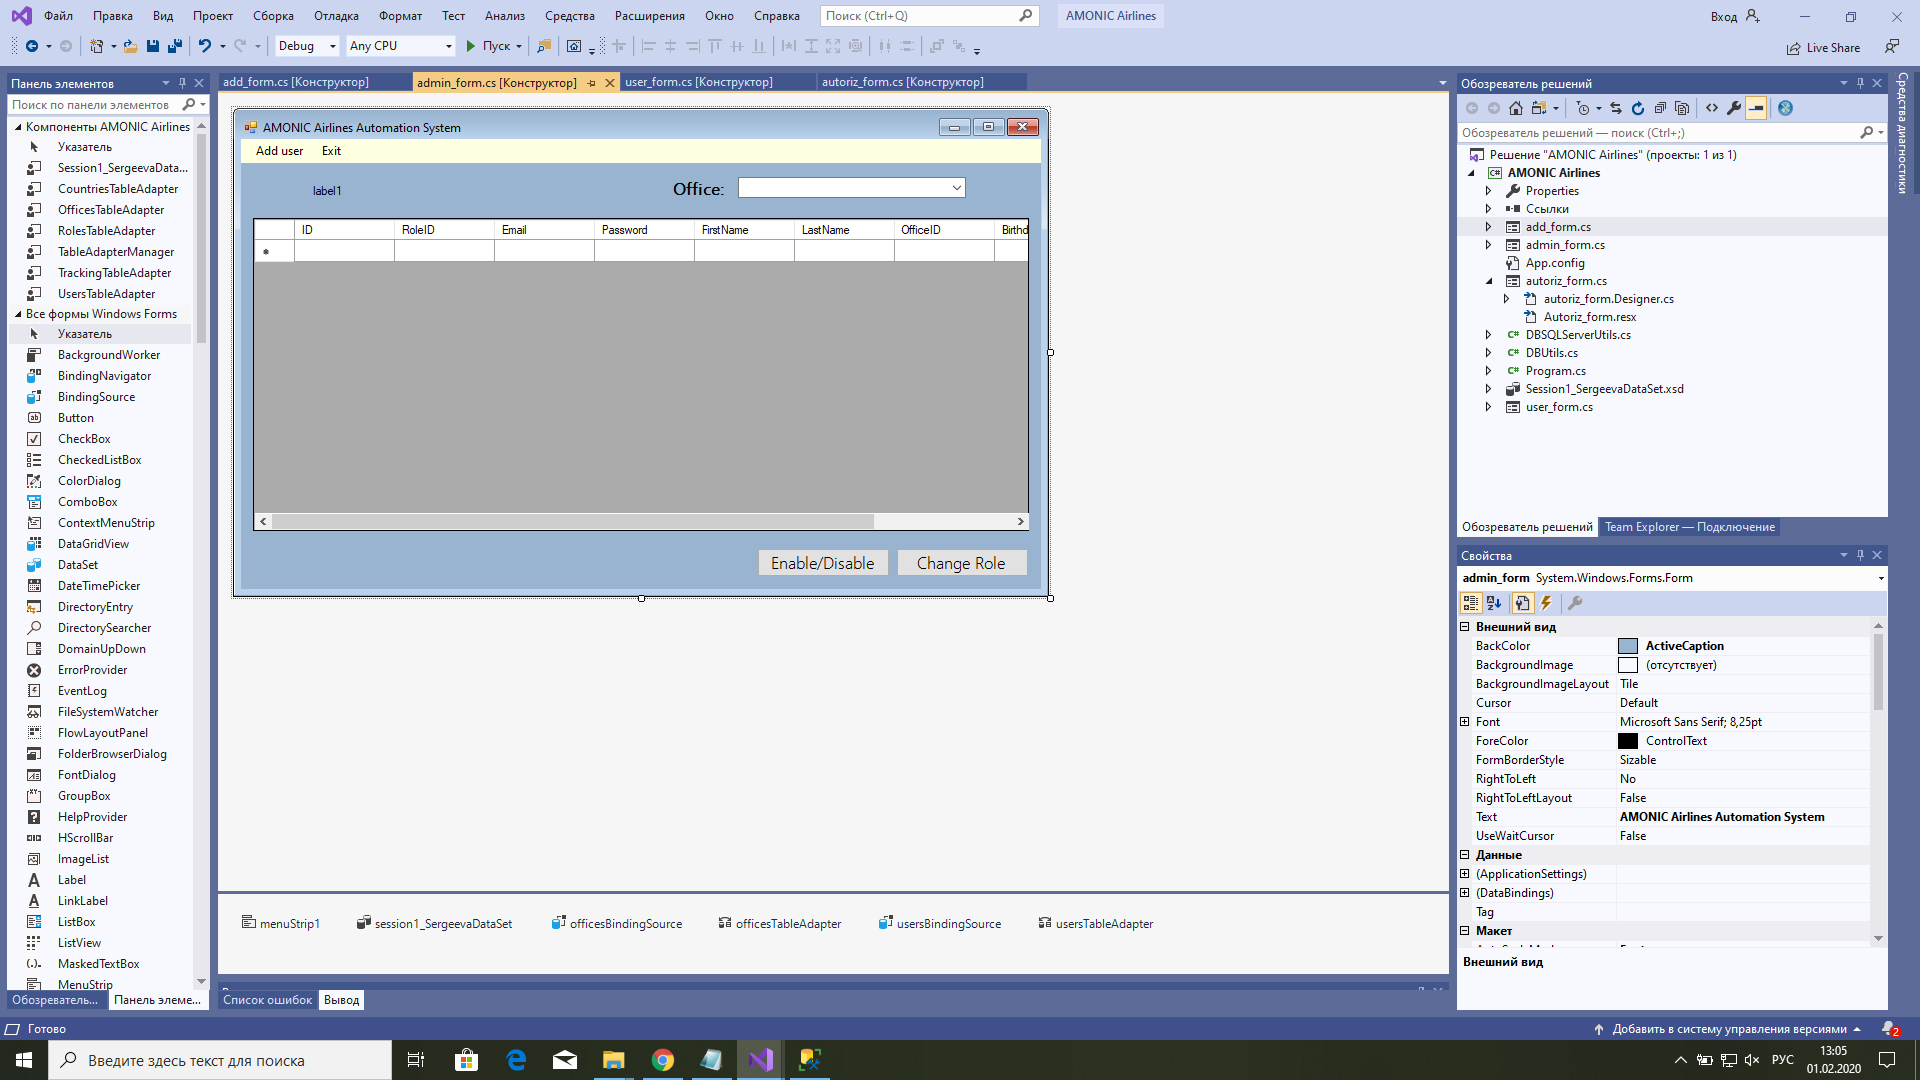 Файл Правка Вид Проект Сборка Отладка Формат Тест Анализ Средства Расширения Окно Справка Поиск (Ctrl+Q) AMONIC Airlines Вход
Debug Any CPU Пуск Live Share
Панель элементов
Поиск по панели элементов
Компоненты AMONIC Airlines
Указатель
Session1_SergeevaData...
CountriesTableAdapter
OfficesTableAdapter
RolesTableAdapter
TableAdapterManager
TrackingTableAdapter
UsersTableAdapter
Все формы Windows Forms
Указатель
BackgroundWorker
BindingNavigator
BindingSource
Button
CheckBox
CheckedListBox
ColorDialog
ComboBox
ContextMenuStrip
DataGridView
DataSet
DateTimePicker
DirectoryEntry
DirectorySearcher
DomainUpDown
ErrorProvider
EventLog
FileSystemWatcher
FlowLayoutPanel
FolderBrowserDialog
FontDialog
GroupBox
HelpProvider
HScrollBar
ImageList
Label
LinkLabel
ListBox
ListView
MaskedTextBox
MenuStrip
Обозреватель... Панель элеме...
add_form.cs [Конструктор] admin_form.cs [Конструктор] user_form.cs [Конструктор] autoriz_form.cs [Конструктор]
AMONIC Airlines Automation System
Add user Exit
label1 Office:
ID RoleID Email Password FirstName LastName OfficeID Birthd
Enable/Disable Change Role
menuStrip1 session1_SergeevaDataSet officesBindingSource officesTableAdapter usersBindingSource usersTableAdapter
Список ошибок Вывод
Обозреватель решений
Обозреватель решений — поиск (Ctrl+;)
Решение "AMONIC Airlines" (проекты: 1 из 1)
AMONIC Airlines
Properties
Ссылки
add_form.cs
admin_form.cs
App.config
autoriz_form.cs
autoriz_form.Designer.cs
Autoriz_form.resx
DBSQLServerUtils.cs
DBUtils.cs
Program.cs
Session1_SergeevaDataSet.xsd
user_form.cs
Обозреватель решений Team Explorer — Подключение
Средства диагностики
Свойства
admin_form System.Windows.Forms.Form
Внешний вид
BackColor ActiveCaption
BackgroundImage (отсутствует)
BackgroundImageLayout Tile
Cursor Default
Font Microsoft Sans Serif; 8,25pt
ForeColor ControlText
FormBorderStyle Sizable
RightToLeft No
RightToLeftLayout False
Text AMONIC Airlines Automation System
UseWaitCursor False
Данные
(ApplicationSettings)
(DataBindings)
Tag
Макет
Внешний вид
Готово Добавить в систему управления версиями 2
Введите здесь текст для поиска РУС 13:05
01.02.2020